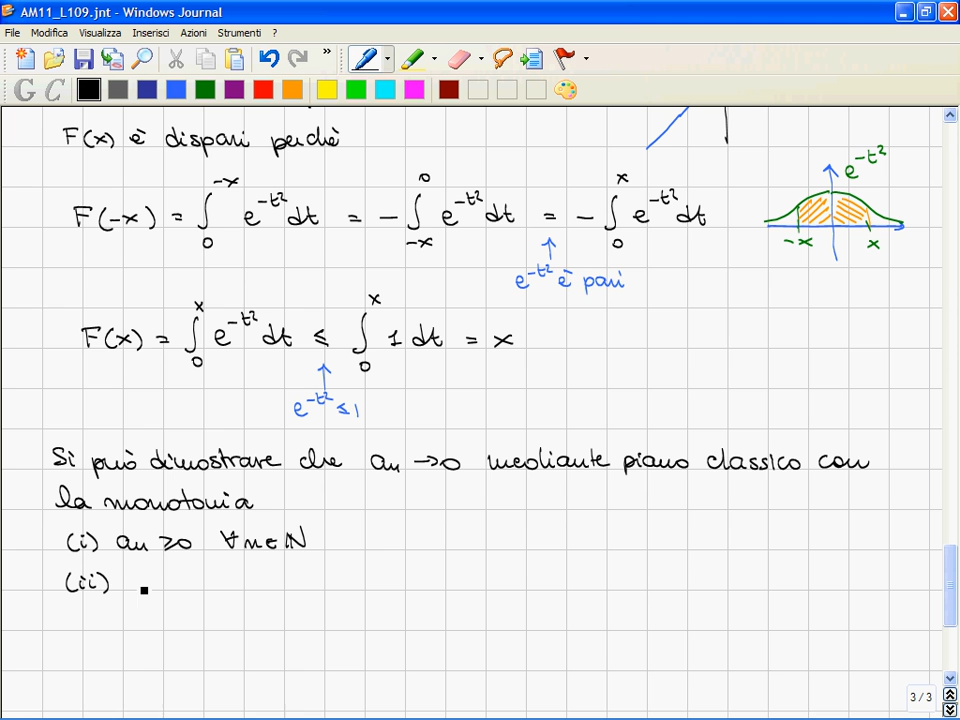 AM11_L109.jnt - Windows Journal
File Modifica Visualizza Inserisci Azioni Strumenti ?
F(x) è dispari perché
F(-x) = ∫₀^{-x} e^{-t²} dt = - ∫_{-x}^{0} e^{-t²} dt = - ∫₀^{x} e^{-t²} dt
e^{-t²}
-x x
e^{-t²} è pari
F(x) = ∫₀^{x} e^{-t²} dt ≤ ∫₀^{x} 1 dt = x
e^{-t²} ≤ 1
Si può dimostrare che an → 0 mediante piano classico con
la monotonia
(i) an ≥ 0 ∀ n ∈ N
(ii)
3 / 3